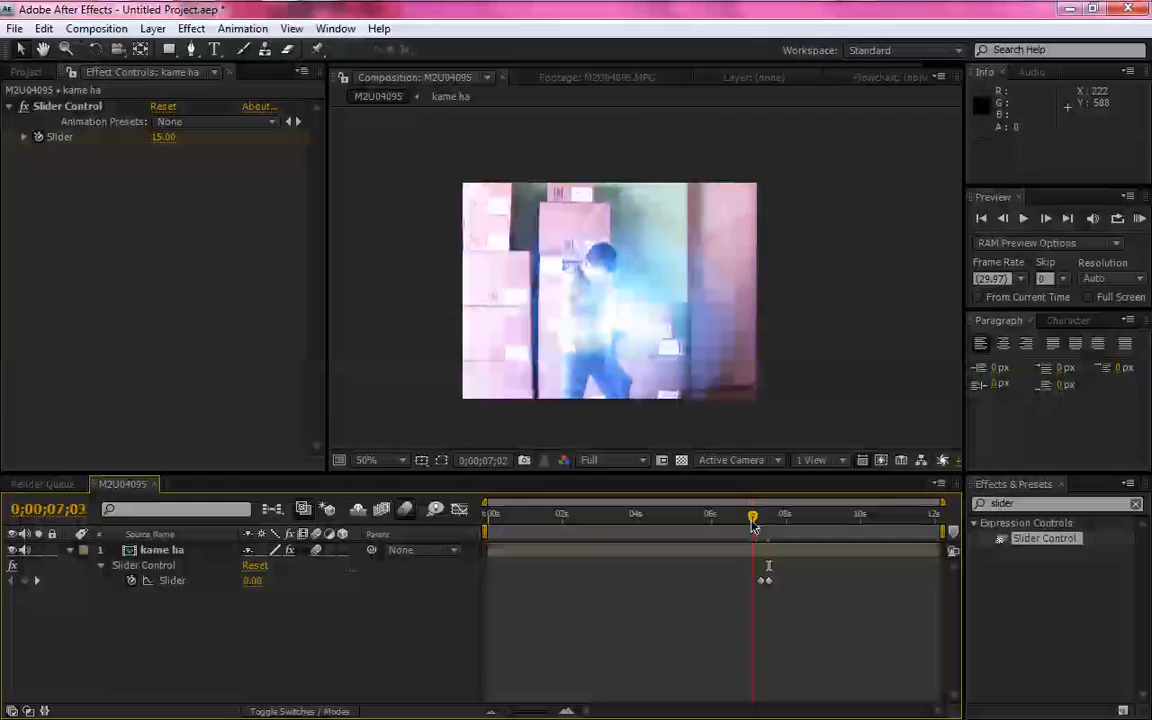 Adobe After Effects - Untitled Project.aep *
File Edit Composition Layer Effect Animation View Window Help
Workspace: Standard Search Help
Project Effect Controls: kame ha
Composition: M2U04095 Footage: M2U04095.MPG Layer: (none) Flowchart: (non
Info Audio
M2U04095 • kame ha
M2U04095 kame ha
R: X: 222
G: Y: 588
B:
A: 0
fx Slider Control Reset About...
Animation Presets: None
Slider 15.00
Preview
RAM Preview Options
Frame Rate Skip Resolution
(29.97) 0 Auto
From Current Time Full Screen
Paragraph Character
0 px 0 px 0 px
0 px 0 px
50% 0;00;07;02 Full Active Camera 1 View
Render Queue M2U04095
Effects & Presets
0;00;07;03
slider
00s 02s 04s 06s 08s 10s 12s
Expression Controls
Slider Control
# Source Name Parent
1 kame ha None
fx Slider Control Reset
Slider 0.00
Toggle Switches / Modes